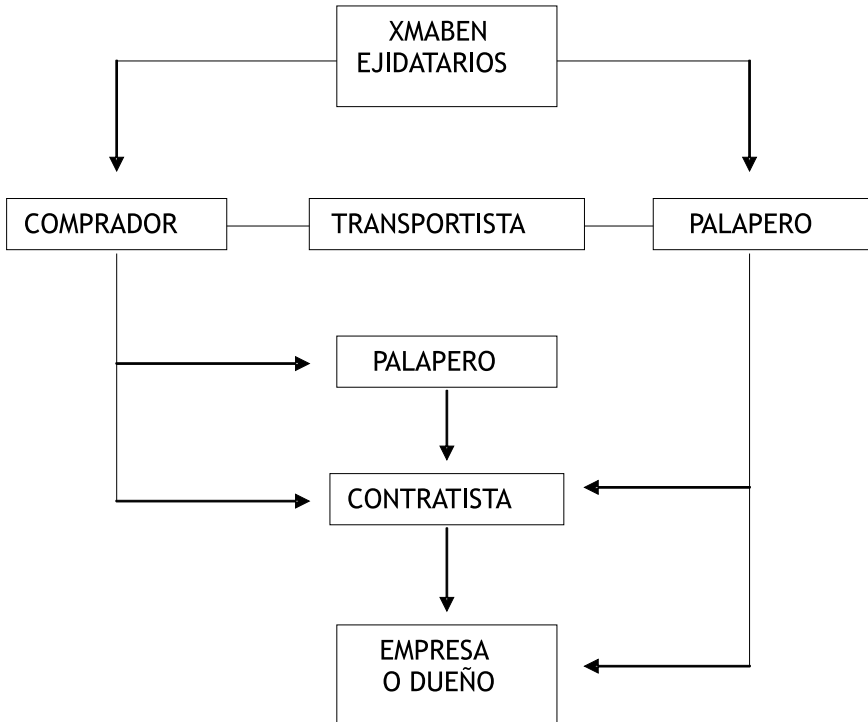 XMABEN
EJIDATARIOS
COMPRADOR
TRANSPORTISTA
PALAPERO
PALAPERO
CONTRATISTA
EMPRESA
O DUEÑO